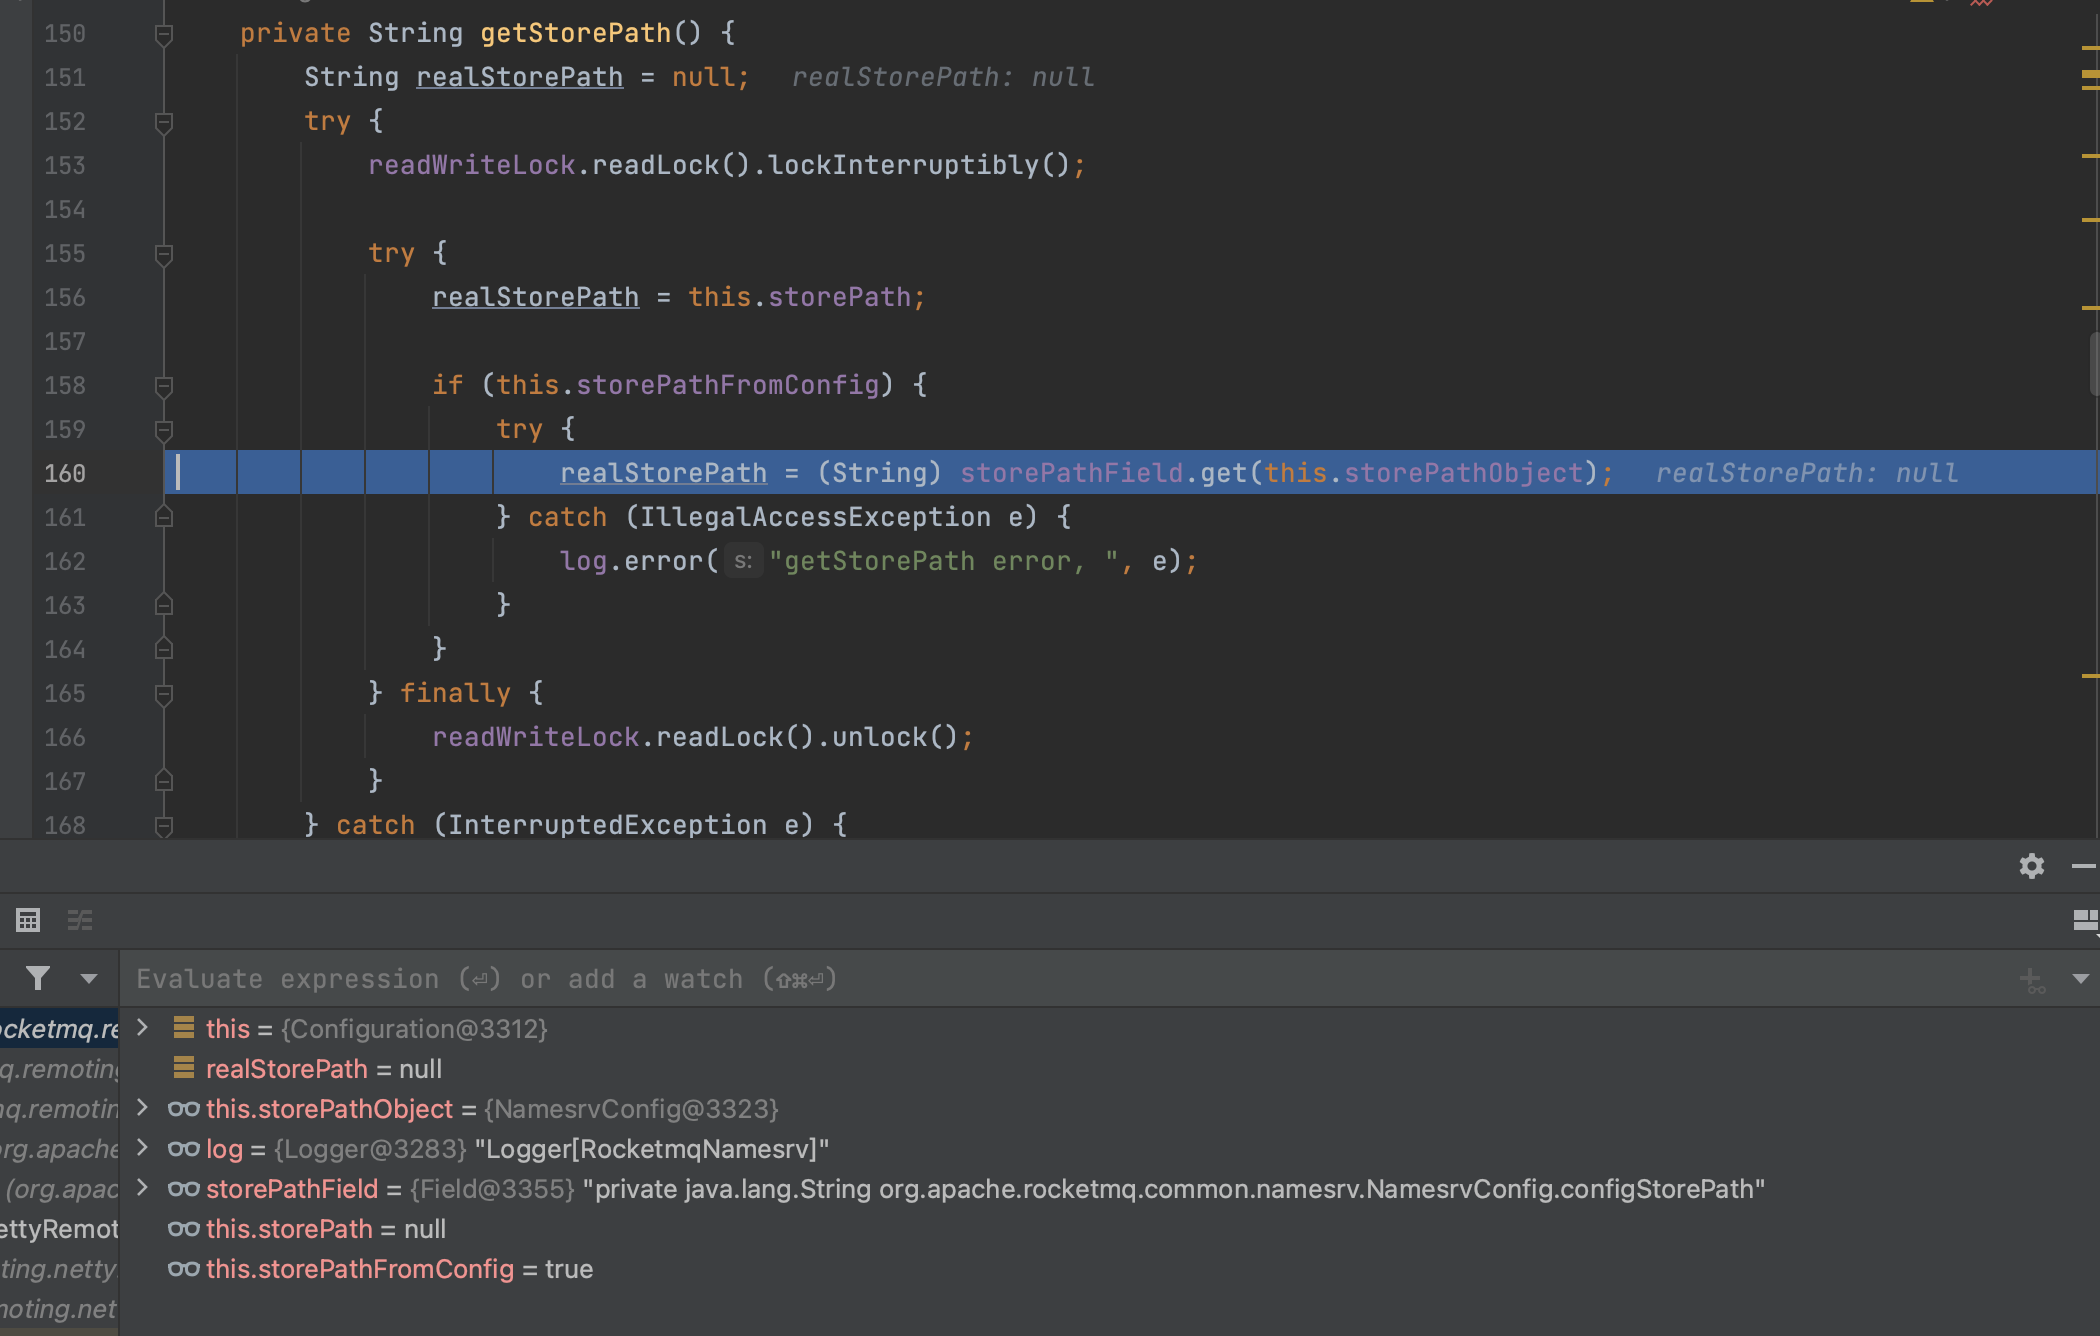 150 private String getStorePath() {
151 String realStorePath = null; realStorePath: null
152 try {
153 readWriteLock.readLock().lockInterruptibly();
154
155 try {
156 realStorePath = this.storePath;
157
158 if (this.storePathFromConfig) {
159 try {
160 realStorePath = (String) storePathField.get(this.storePathObject); realStorePath: null
161 } catch (IllegalAccessException e) {
162 log.error( s: "getStorePath error, ", e);
163 }
164 }
165 } finally {
166 readWriteLock.readLock().unlock();
167 }
168 } catch (InterruptedException e) {
Evaluate expression (⏎) or add a watch (⇧⌘⏎)
ocketmq.re
q.remoting
nq.remotin
org.apache
(org.apac
ettyRemot
ting.netty.
moting.net
this = {Configuration@3312}
realStorePath = null
this.storePathObject = {NamesrvConfig@3323}
log = {Logger@3283} "Logger[RocketmqNamesrv]"
storePathField = {Field@3355} "private java.lang.String org.apache.rocketmq.common.namesrv.NamesrvConfig.configStorePath"
this.storePath = null
this.storePathFromConfig = true